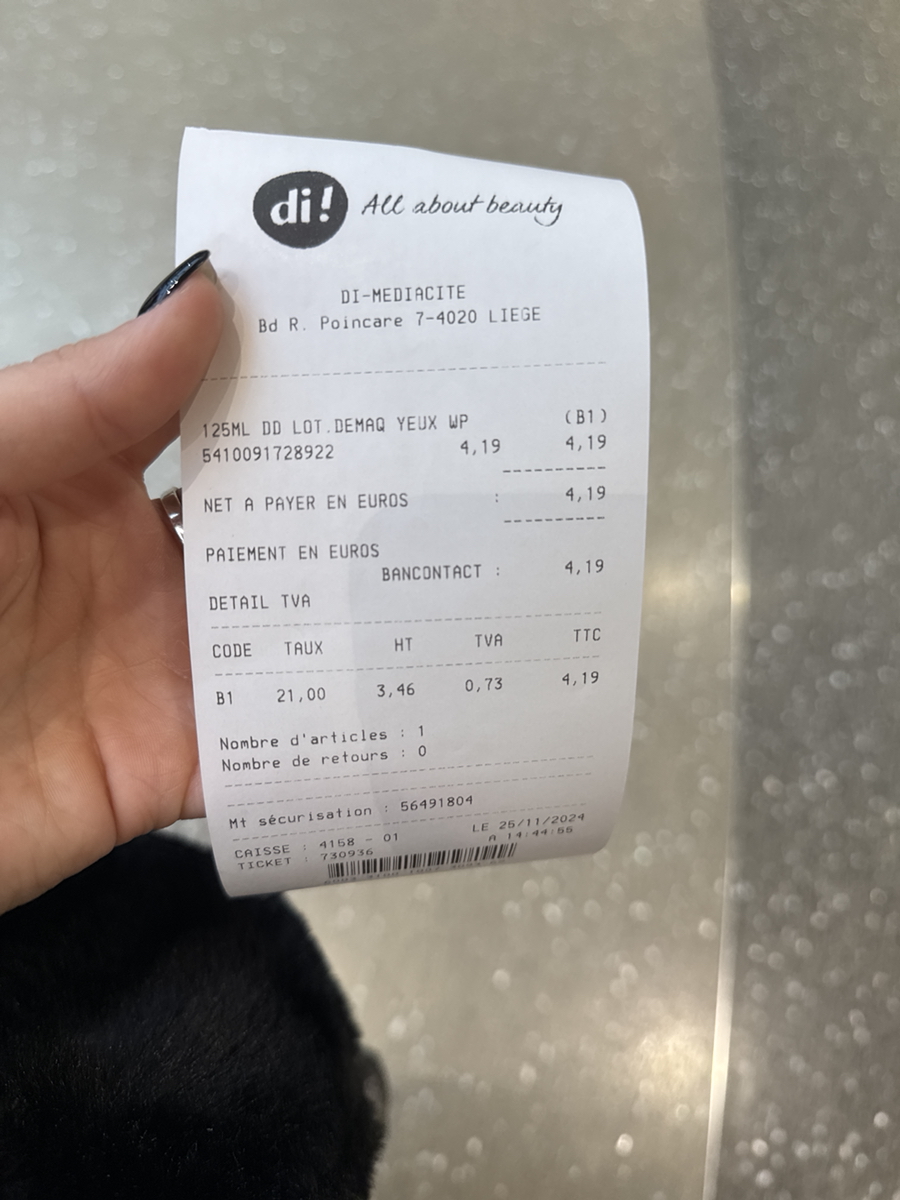 di! All about beauty
DI-MEDIACITE
Bd R. Poincare 7-4020 LIEGE
125ML DD LOT.DEMAQ YEUX WP (B1)
5410091728922 4,19 4,19
NET A PAYER EN EUROS : 4,19
PAIEMENT EN EUROS
BANCONTACT : 4,19
DETAIL TVA
CODE TAUX HT TVA TTC
B1 21,00 3,46 0,73 4,19
Nombre d'articles : 1
Nombre de retours : 0
Mt sécurisation : 56491804
CAISSE : 4158 - 01 LE 25/11/2024
TICKET : 730936 A 14:44:55